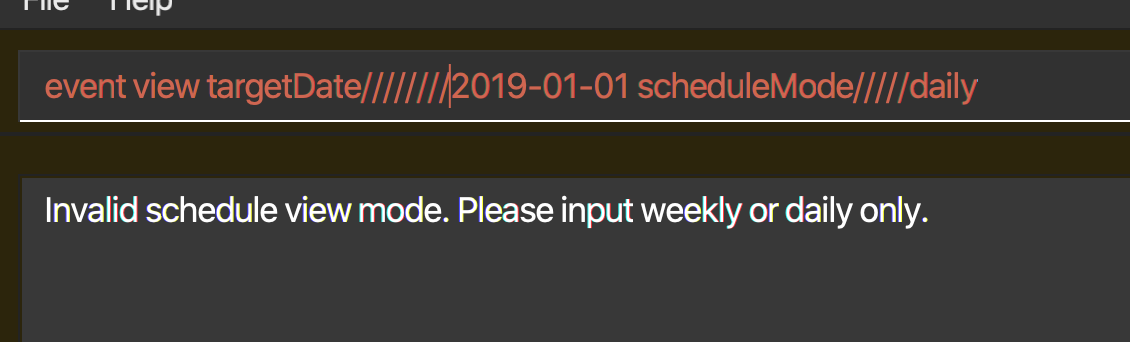 File Help
event view targetDate////////2019-01-01 scheduleMode/////daily
Invalid schedule view mode. Please input weekly or daily only.